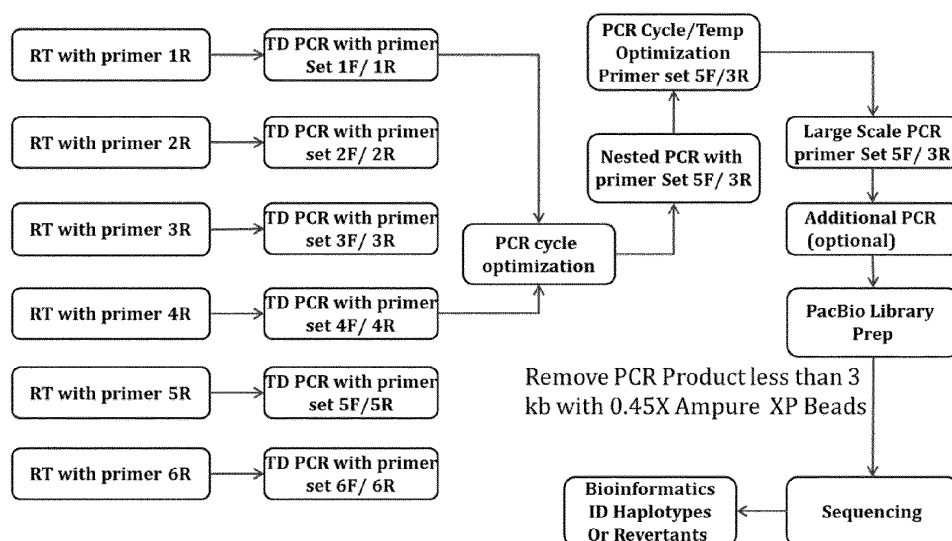 RT with primer 1R
TD PCR with primer
Set 1F/ 1R
RT with primer 2R
TD PCR with primer
set 2F/ 2R
RT with primer 3R
TD PCR with primer
set 3F/ 3R
RT with primer 4R
TD PCR with primer
set 4F/ 4R
RT with primer 5R
TD PCR with primer
set 5F/5R
RT with primer 6R
TD PCR with primer
set 6F/ 6R
PCR cycle
optimization
Nested PCR with
primer Set 5F/ 3R
PCR Cycle/Temp
Optimization
Primer set 5F/3R
Large Scale PCR
primer Set 5F/ 3R
Additional PCR
(optional)
PacBio Library
Prep
Remove PCR Product less than 3
kb with 0.45X Ampure XP Beads
Sequencing
Bioinformatics
ID Haplotypes
Or Revertants